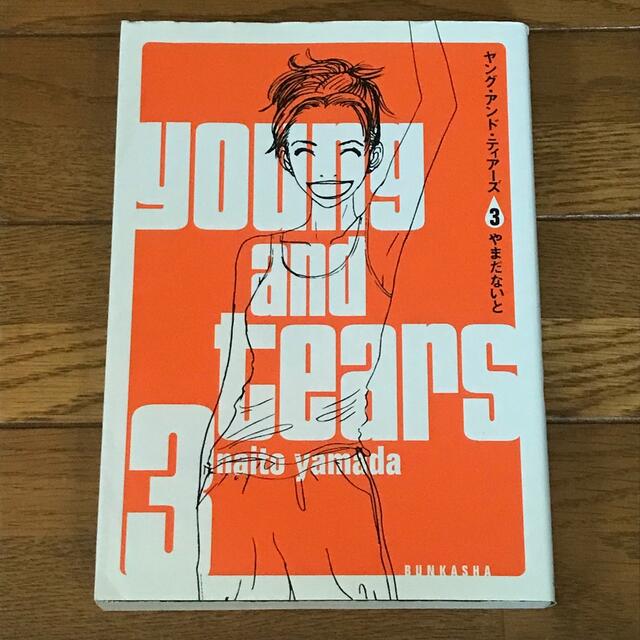 young
and
tears
3
naito yamada
BUNKASHA
ヤング・アンド・ティアーズ 3 やまだないと